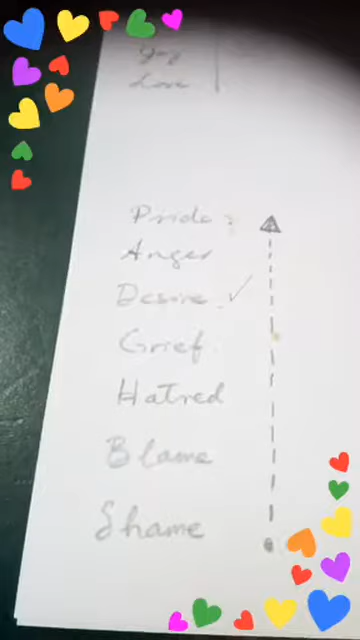 Joy
Love
Pride
Anger
Desire ✓
Grief
Hatred
Blame
Shame